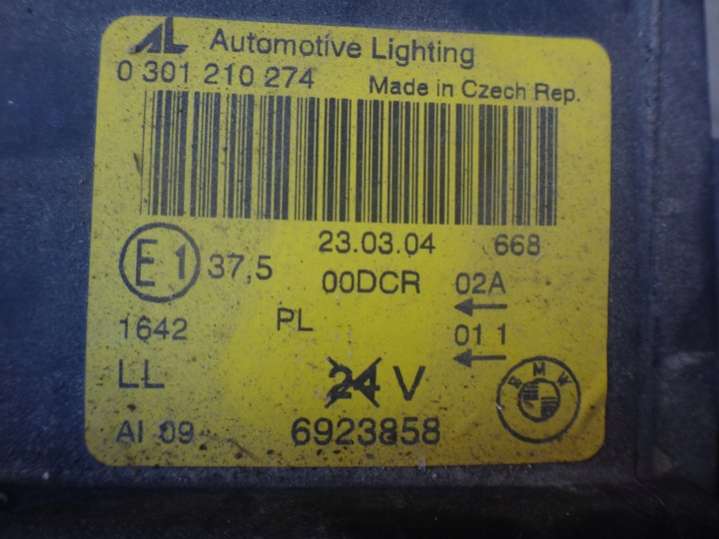 AL Automotive Lighting
0 301 210 274 Made in Czech Rep.
23.03.04 668
E1 37,5 00DCR 02A
1642 PL 01 1
LL 24 V
BMW
AI 09 6923858